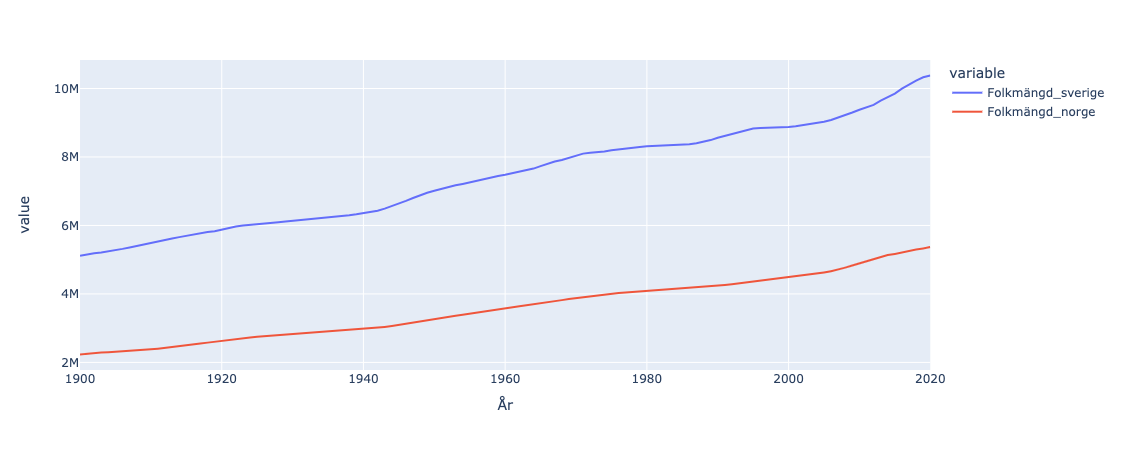 variable
Folkmängd_sverige
Folkmängd_norge
10M
8M
6M
4M
2M
value
1900 1920 1940 1960 1980 2000 2020
År